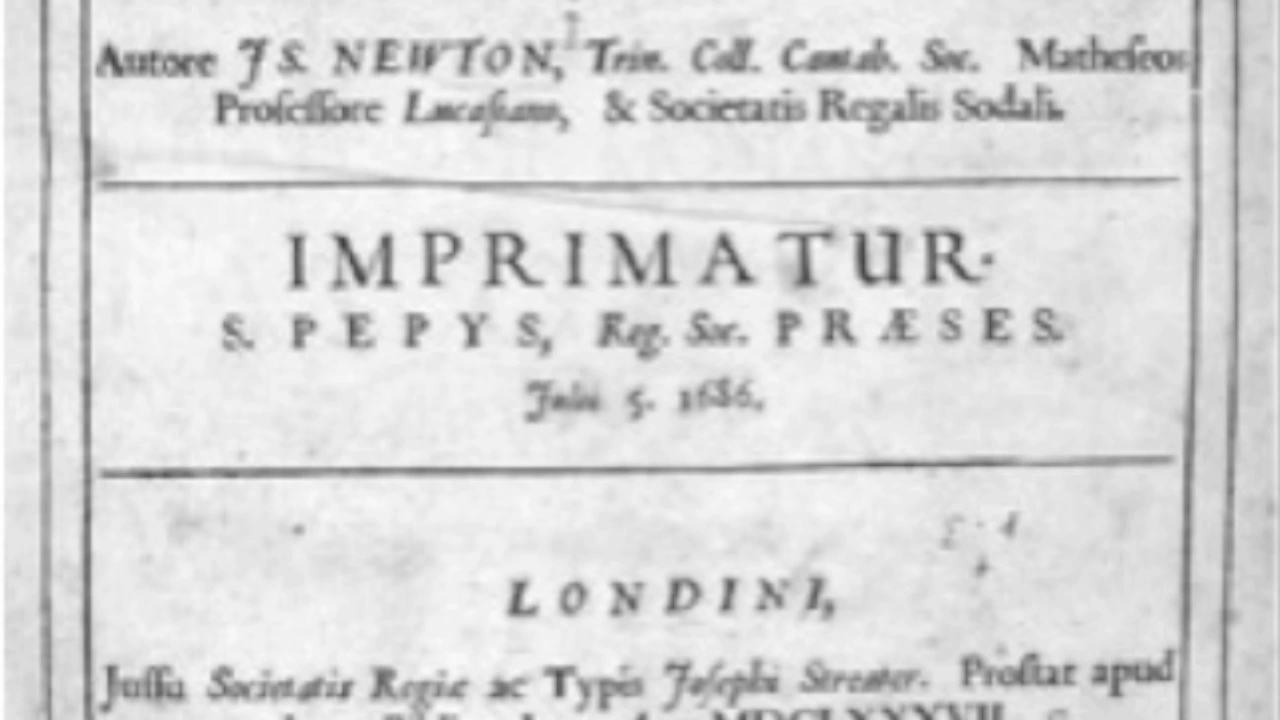 Autore JS. NEWTON, Trin. Coll. Cantab. Soc. Matheſeos
Profeſſore Lucaſiano, & Societatis Regalis Sodali.
IMPRIMATUR.
S. PEPYS, Reg. Soc. PRÆSES.
Julii 5. 1686.
LONDINI,
Juſſu Societatis Regiæ ac Typis Joſephi Streater. Proſtat apud
MDCLXXXVII.